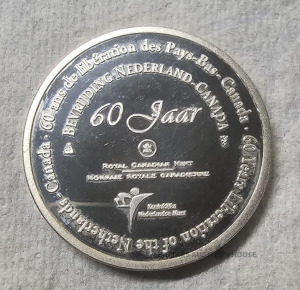 60 ans de libération des Pays-Bas - Canada
60 Years Liberation of the Netherlands - Canada
BEVRIJDING NEDERLAND - CANADA
60 Jaar
ROYAL CANADIAN MINT
MONNAIE ROYALE CANADIENNE
Koninklijke
Nederlandse Munt
HOUSE